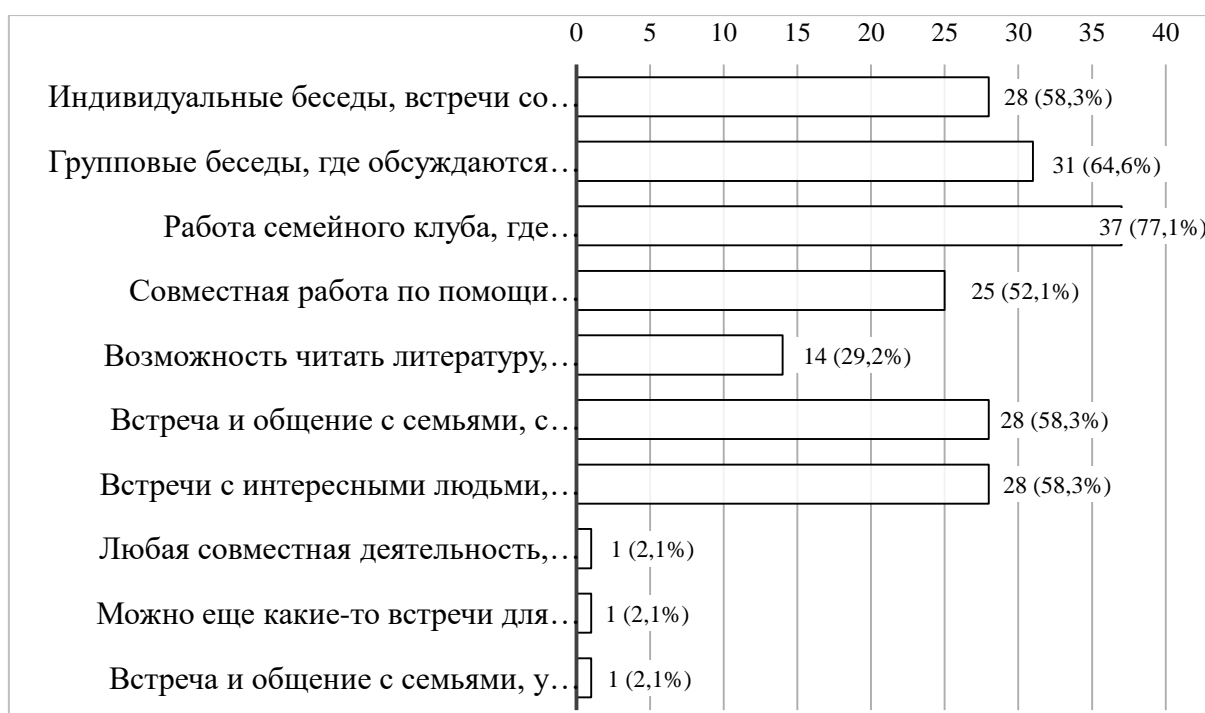 0 5 10 15 20 25 30 35 40
Индивидуальные беседы, встречи со… 28 (58,3%)
Групповые беседы, где обсуждаются… 31 (64,6%)
Работа семейного клуба, где… 37 (77,1%)
Совместная работа по помощи… 25 (52,1%)
Возможность читать литературу,… 14 (29,2%)
Встреча и общение с семьями, с… 28 (58,3%)
Встречи с интересными людьми,… 28 (58,3%)
Любая совместная деятельность,… 1 (2,1%)
Можно еще какие-то встречи для… 1 (2,1%)
Встреча и общение с семьями, у… 1 (2,1%)